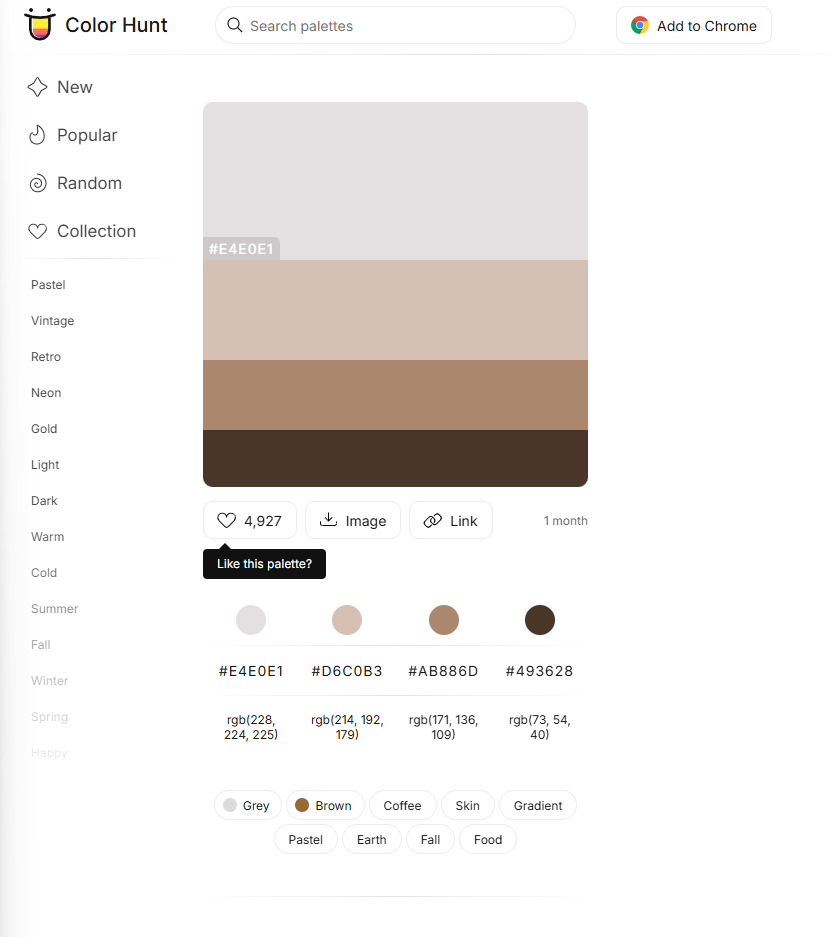 Color Hunt
Search palettes
Add to Chrome
New
Popular
Random
Collection
Pastel
Vintage
Retro
Neon
Gold
Light
Dark
Warm
Cold
Summer
Fall
Winter
Spring
Happy
#E4E0E1
4,927
Image
Link
1 month
Like this palette?
#E4E0E1 #D6C0B3 #AB886D #493628
rgb(228, 224, 225)
rgb(214, 192, 179)
rgb(171, 136, 109)
rgb(73, 54, 40)
Grey Brown Coffee Skin Gradient
Pastel Earth Fall Food